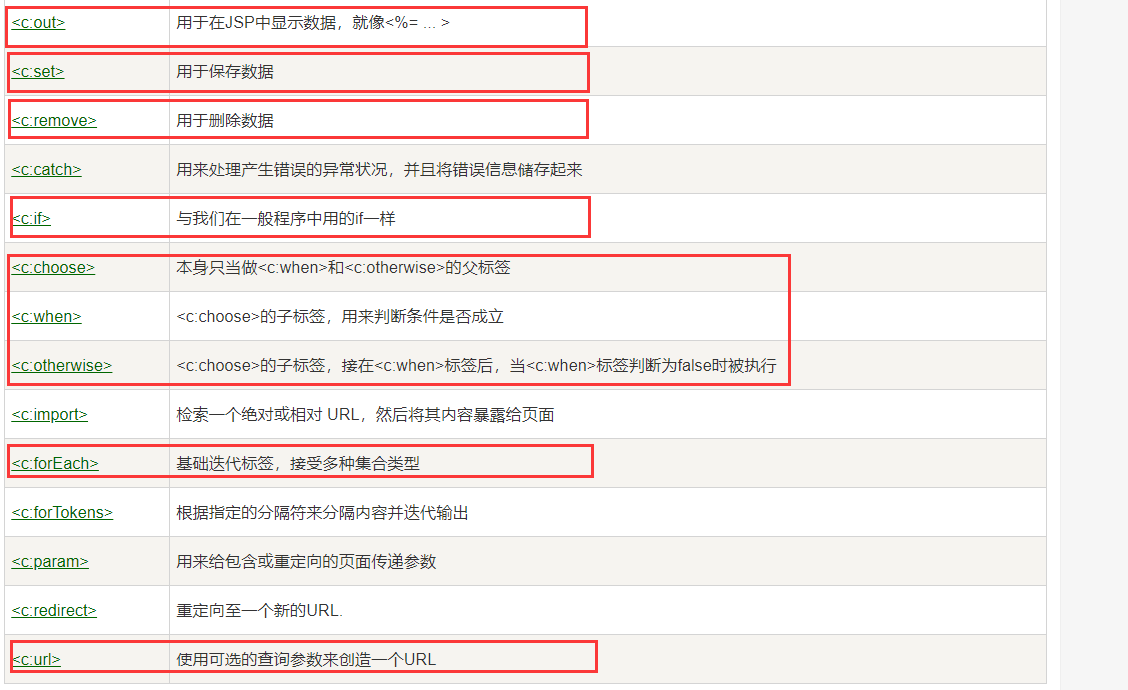 <c:out> 用于在JSP中显示数据，就像<%= ... >
<c:set> 用于保存数据
<c:remove> 用于删除数据
<c:catch> 用来处理产生错误的异常状况，并且将错误信息储存起来
<c:if> 与我们在一般程序中用的if一样
<c:choose> 本身只当做<c:when>和<c:otherwise>的父标签
<c:when> <c:choose>的子标签，用来判断条件是否成立
<c:otherwise> <c:choose>的子标签，接在<c:when>标签后，当<c:when>标签判断为false时被执行
<c:import> 检索一个绝对或相对 URL，然后将其内容暴露给页面
<c:forEach> 基础迭代标签，接受多种集合类型
<c:forTokens> 根据指定的分隔符来分隔内容并迭代输出
<c:param> 用来给包含或重定向的页面传递参数
<c:redirect> 重定向至一个新的URL.
<c:url> 使用可选的查询参数来创造一个URL